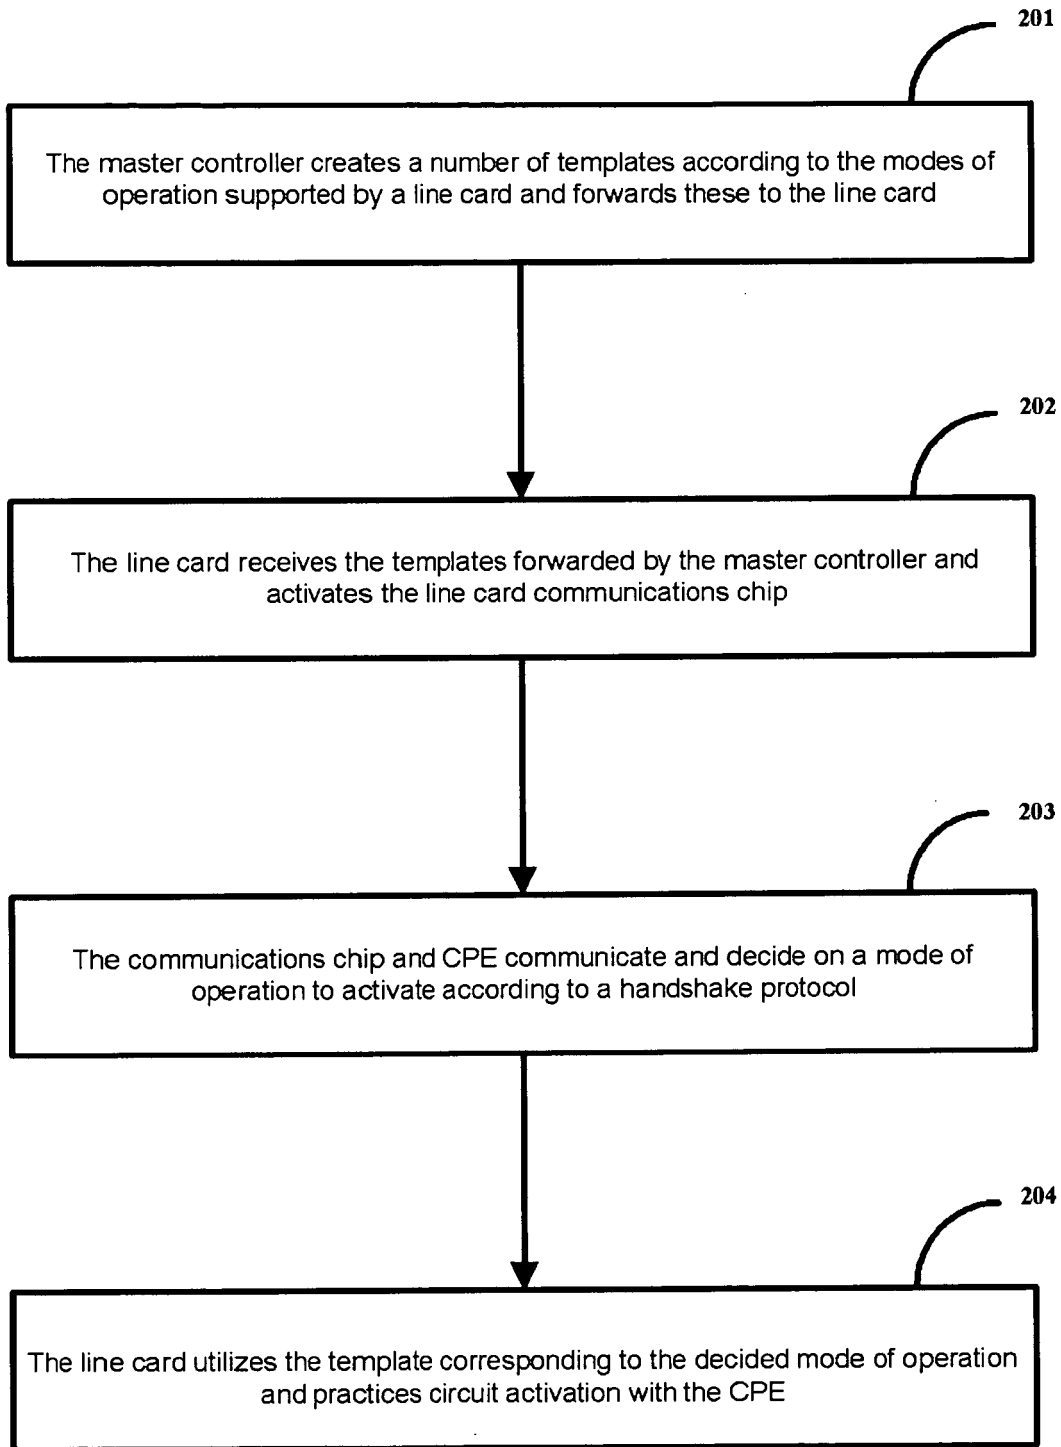 201
The master controller creates a number of templates according to the modes of
operation supported by a line card and forwards these to the line card
202
The line card receives the templates forwarded by the master controller and
activates the line card communications chip
203
The communications chip and CPE communicate and decide on a mode of
operation to activate according to a handshake protocol
204
The line card utilizes the template corresponding to the decided mode of operation
and practices circuit activation with the CPE